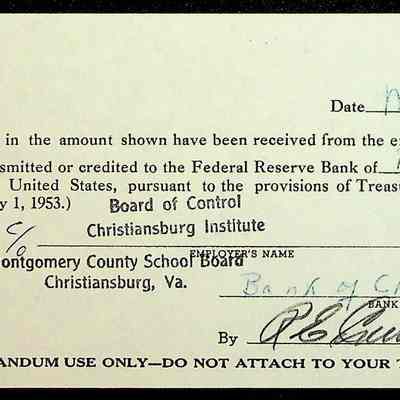 Date
in the amount shown have been received from the e
smitted or credited to the Federal Reserve Bank of
United States, pursuant to the provisions of Treas
y 1, 1953.)
Board of Control
c/o Christiansburg Institute
EMPLOYER'S NAME
ontgomery County School Board
Christiansburg, Va.
Bank of C
BANK
By R E
ANDUM USE ONLY—DO NOT ATTACH TO YOUR T